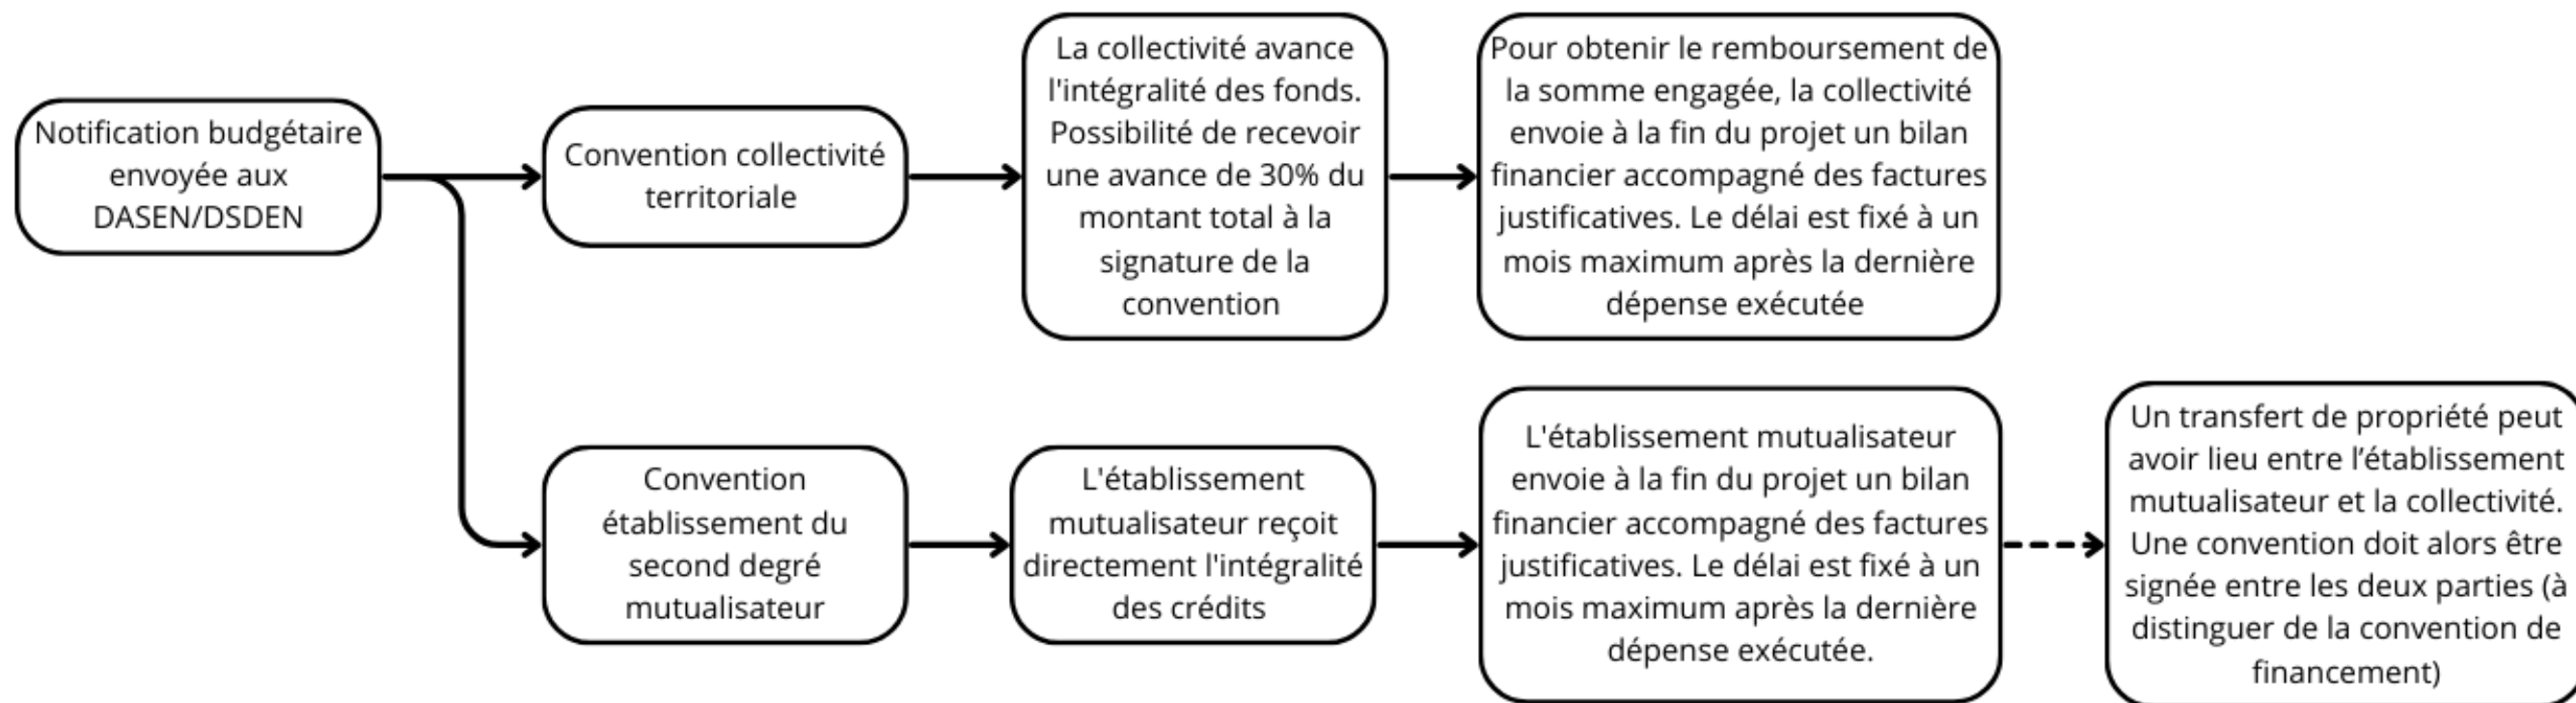 Notification budgétaire
envoyée aux
DASEN/DSDEN
Convention collectivité
territoriale
La collectivité avance
l'intégralité des fonds.
Possibilité de recevoir
une avance de 30% du
montant total à la
signature de la
convention
Pour obtenir le remboursement de
la somme engagée, la collectivité
envoie à la fin du projet un bilan
financier accompagné des factures
justificatives. Le délai est fixé à un
mois maximum après la dernière
dépense exécutée
Convention
établissement du
second degré
mutualisateur
L'établissement
mutualisateur reçoit
directement l'intégralité
des crédits
L'établissement mutualisateur
envoie à la fin du projet un bilan
financier accompagné des factures
justificatives. Le délai est fixé à un
mois maximum après la dernière
dépense exécutée.
Un transfert de propriété peut
avoir lieu entre l’établissement
mutualisateur et la collectivité.
Une convention doit alors être
signée entre les deux parties (à
distinguer de la convention de
financement)